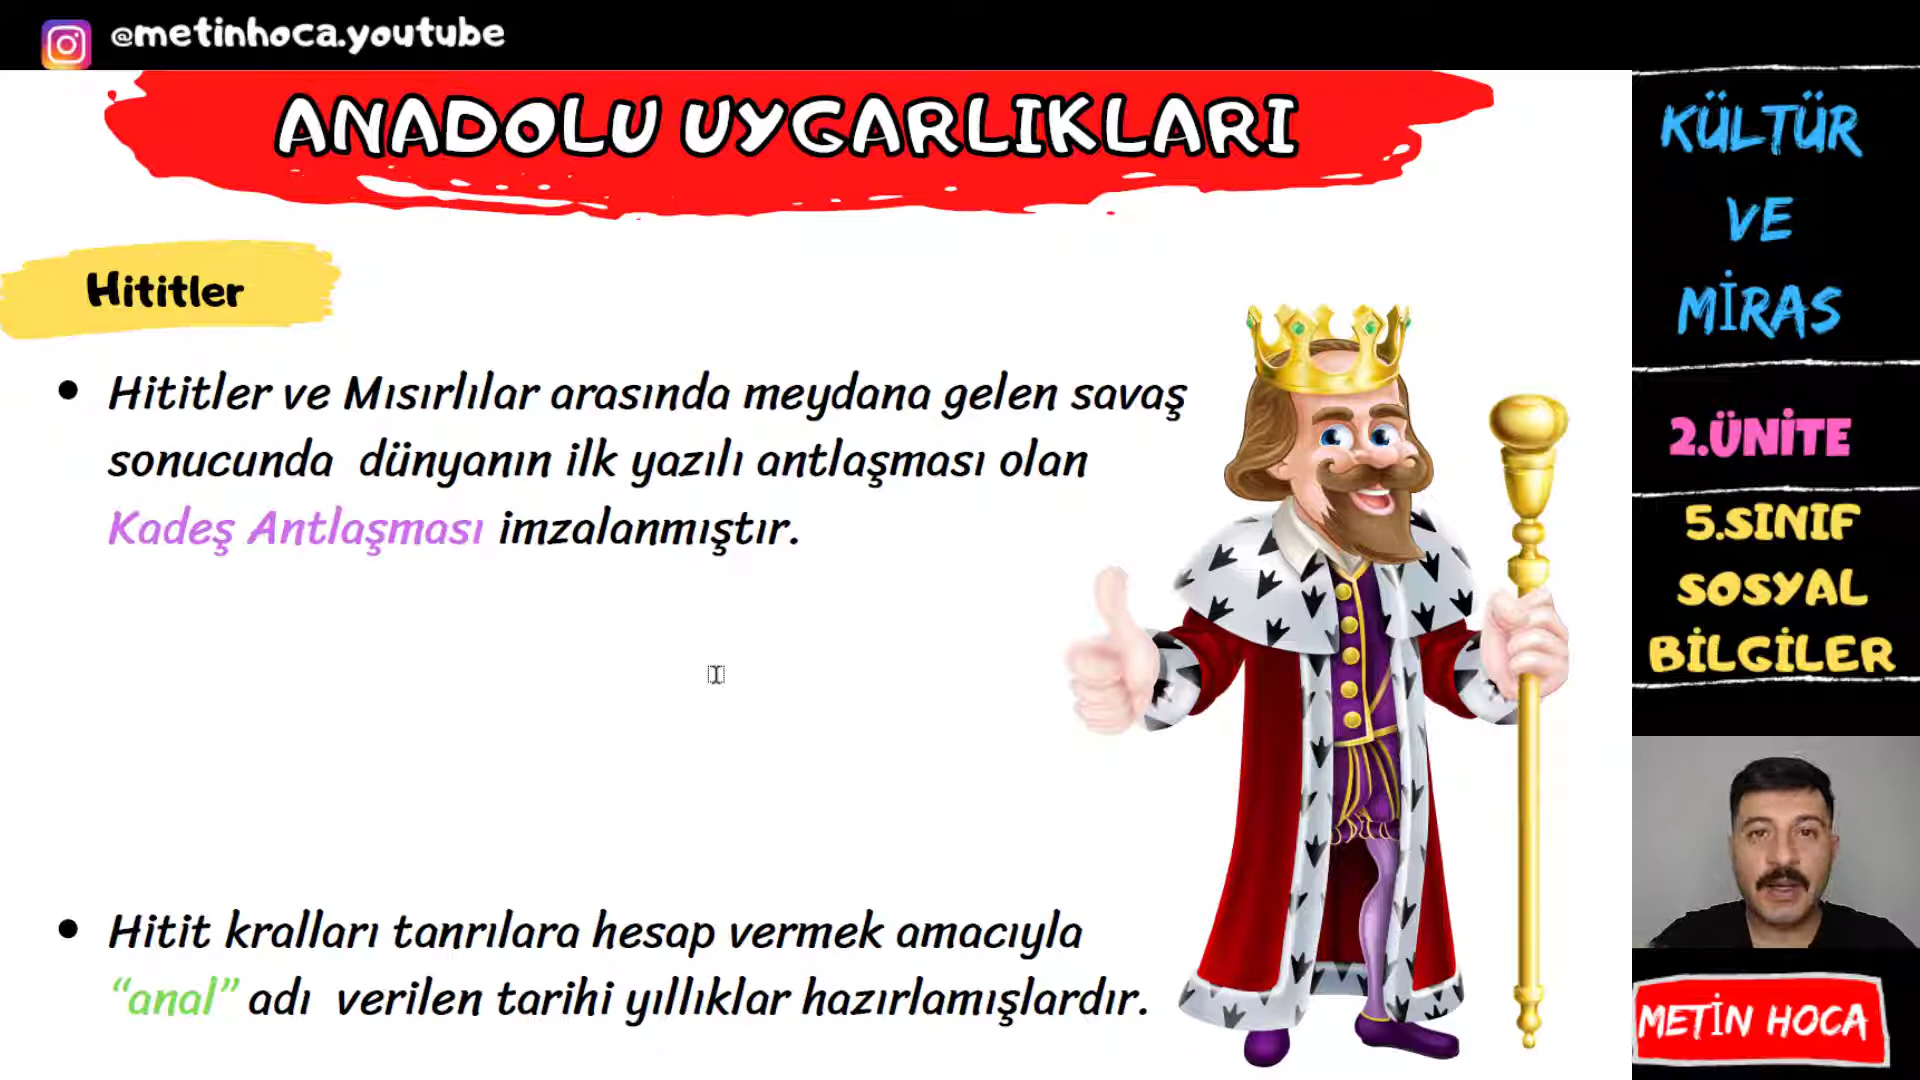 @metinhoca.youtube
ANADOLU UYGARLIKLARI
Hititler
• Hititler ve Mısırlılar arasında meydana gelen savaş
sonucunda dünyanın ilk yazılı antlaşması olan
Kadeş Antlaşması imzalanmıştır.
• Hitit kralları tanrılara hesap vermek amacıyla
“anal” adı verilen tarihi yıllıklar hazırlamışlardır.
KÜLTÜR
VE
MİRAS
2.ÜNİTE
5.SINIF
SOSYAL
BİLGİLER
METİN HOCA